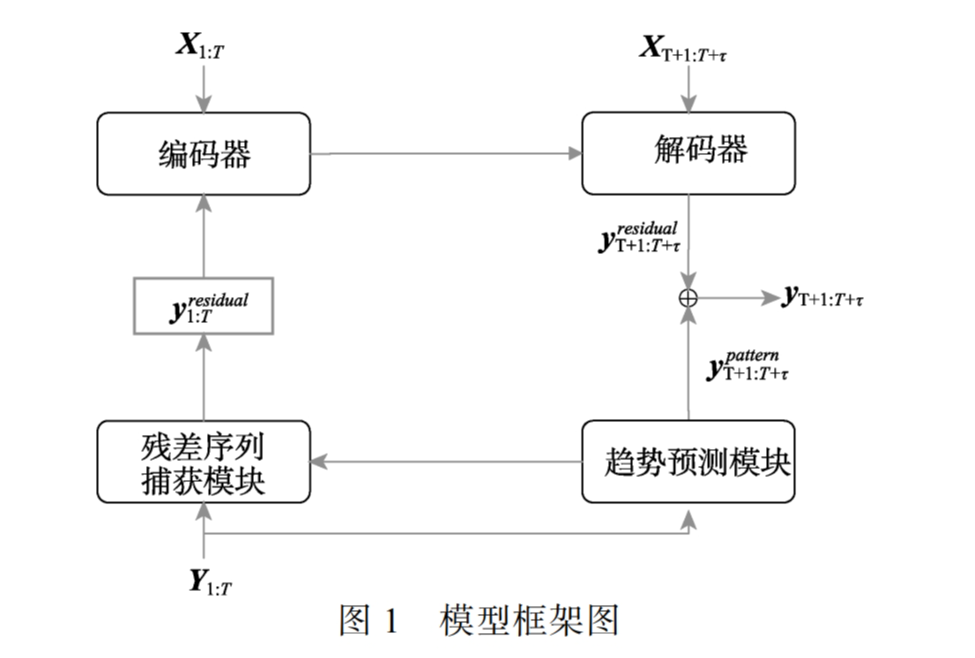 X1:T
XT+1:T+τ
编码器
解码器
y residual T+1:T+τ
y residual 1:T
yT+1:T+τ
y pattern T+1:T+τ
残差序列
捕获模块
趋势预测模块
Y1:T
图 1 模型框架图